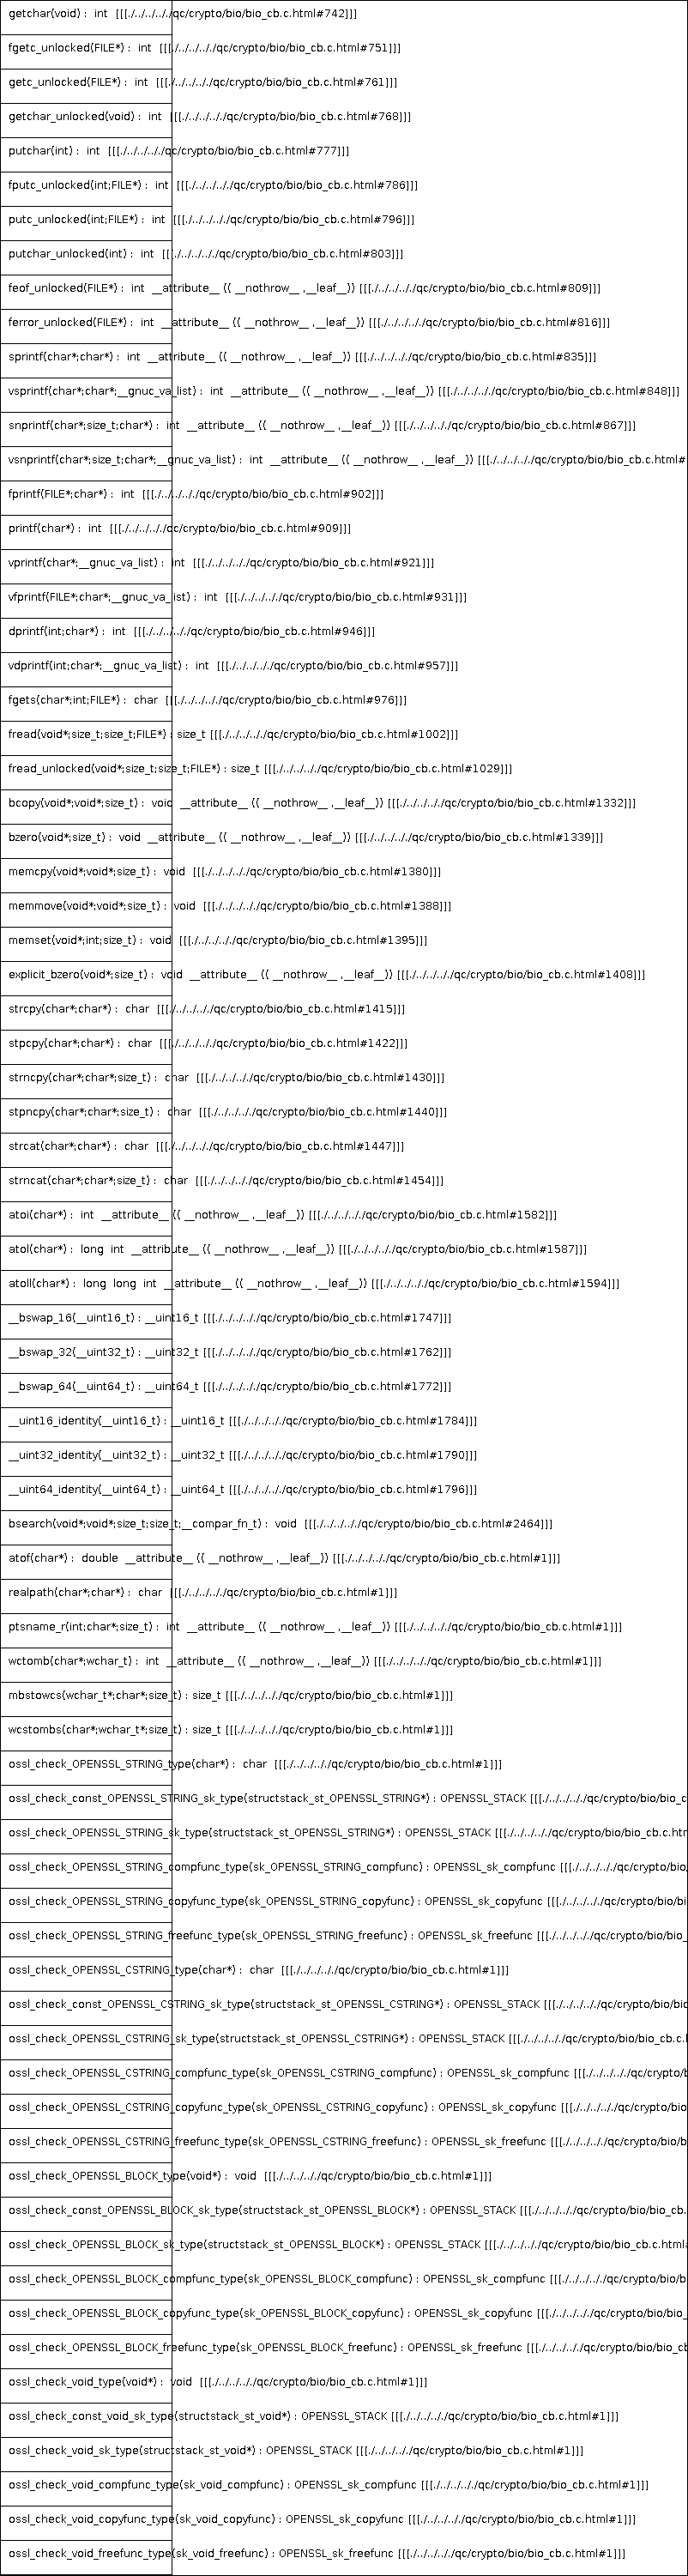 getchar(void) : int [[[./../../../../qc/crypto/bio/bio_cb.c.html#742]]]
fgetc_unlocked(FILE*) : int [[[./../../../../qc/crypto/bio/bio_cb.c.html#751]]]
getc_unlocked(FILE*) : int [[[./../../../../qc/crypto/bio/bio_cb.c.html#761]]]
getchar_unlocked(void) : int [[[./../../../../qc/crypto/bio/bio_cb.c.html#768]]]
putchar(int) : int [[[./../../../../qc/crypto/bio/bio_cb.c.html#777]]]
fputc_unlocked(int;FILE*) : int [[[./../../../../qc/crypto/bio/bio_cb.c.html#786]]]
putc_unlocked(int;FILE*) : int [[[./../../../../qc/crypto/bio/bio_cb.c.html#796]]]
putchar_unlocked(int) : int [[[./../../../../qc/crypto/bio/bio_cb.c.html#803]]]
feof_unlocked(FILE*) : int __attribute__ (( __nothrow__ ,__leaf__)) [[[./../../../../qc/crypto/bio/bio_cb.c.html#809]]]
ferror_unlocked(FILE*) : int __attribute__ (( __nothrow__ ,__leaf__)) [[[./../../../../qc/crypto/bio/bio_cb.c.html#816]]]
sprintf(char*;char*) : int __attribute__ (( __nothrow__ ,__leaf__)) [[[./../../../../qc/crypto/bio/bio_cb.c.html#835]]]
vsprintf(char*;char*;__gnuc_va_list) : int __attribute__ (( __nothrow__ ,__leaf__)) [[[./../../../../qc/crypto/bio/bio_cb.c.html#848]]]
snprintf(char*;size_t;char*) : int __attribute__ (( __nothrow__ ,__leaf__)) [[[./../../../../qc/crypto/bio/bio_cb.c.html#867]]]
vsnprintf(char*;size_t;char*;__gnuc_va_list) : int __attribute__ (( __nothrow__ ,__leaf__)) [[[./../../../../qc/crypto/bio/bio_cb.c.html#
fprintf(FILE*;char*) : int [[[./../../../../qc/crypto/bio/bio_cb.c.html#902]]]
printf(char*) : int [[[./../../../../qc/crypto/bio/bio_cb.c.html#909]]]
vprintf(char*;__gnuc_va_list) : int [[[./../../../../qc/crypto/bio/bio_cb.c.html#921]]]
vfprintf(FILE*;char*;__gnuc_va_list) : int [[[./../../../../qc/crypto/bio/bio_cb.c.html#931]]]
dprintf(int;char*) : int [[[./../../../../qc/crypto/bio/bio_cb.c.html#946]]]
vdprintf(int;char*;__gnuc_va_list) : int [[[./../../../../qc/crypto/bio/bio_cb.c.html#957]]]
fgets(char*;int;FILE*) : char [[[./../../../../qc/crypto/bio/bio_cb.c.html#976]]]
fread(void*;size_t;size_t;FILE*) : size_t [[[./../../../../qc/crypto/bio/bio_cb.c.html#1002]]]
fread_unlocked(void*;size_t;size_t;FILE*) : size_t [[[./../../../../qc/crypto/bio/bio_cb.c.html#1029]]]
bcopy(void*;void*;size_t) : void __attribute__ (( __nothrow__ ,__leaf__)) [[[./../../../../qc/crypto/bio/bio_cb.c.html#1332]]]
bzero(void*;size_t) : void __attribute__ (( __nothrow__ ,__leaf__)) [[[./../../../../qc/crypto/bio/bio_cb.c.html#1339]]]
memcpy(void*;void*;size_t) : void [[[./../../../../qc/crypto/bio/bio_cb.c.html#1380]]]
memmove(void*;void*;size_t) : void [[[./../../../../qc/crypto/bio/bio_cb.c.html#1388]]]
memset(void*;int;size_t) : void [[[./../../../../qc/crypto/bio/bio_cb.c.html#1395]]]
explicit_bzero(void*;size_t) : void __attribute__ (( __nothrow__ ,__leaf__)) [[[./../../../../qc/crypto/bio/bio_cb.c.html#1408]]]
strcpy(char*;char*) : char [[[./../../../../qc/crypto/bio/bio_cb.c.html#1415]]]
stpcpy(char*;char*) : char [[[./../../../../qc/crypto/bio/bio_cb.c.html#1422]]]
strncpy(char*;char*;size_t) : char [[[./../../../../qc/crypto/bio/bio_cb.c.html#1430]]]
stpncpy(char*;char*;size_t) : char [[[./../../../../qc/crypto/bio/bio_cb.c.html#1440]]]
strcat(char*;char*) : char [[[./../../../../qc/crypto/bio/bio_cb.c.html#1447]]]
strncat(char*;char*;size_t) : char [[[./../../../../qc/crypto/bio/bio_cb.c.html#1454]]]
atoi(char*) : int __attribute__ (( __nothrow__ ,__leaf__)) [[[./../../../../qc/crypto/bio/bio_cb.c.html#1582]]]
atol(char*) : long int __attribute__ (( __nothrow__ ,__leaf__)) [[[./../../../../qc/crypto/bio/bio_cb.c.html#1587]]]
atoll(char*) : long long int __attribute__ (( __nothrow__ ,__leaf__)) [[[./../../../../qc/crypto/bio/bio_cb.c.html#1594]]]
__bswap_16(__uint16_t) : __uint16_t [[[./../../../../qc/crypto/bio/bio_cb.c.html#1747]]]
__bswap_32(__uint32_t) : __uint32_t [[[./../../../../qc/crypto/bio/bio_cb.c.html#1762]]]
__bswap_64(__uint64_t) : __uint64_t [[[./../../../../qc/crypto/bio/bio_cb.c.html#1772]]]
__uint16_identity(__uint16_t) : __uint16_t [[[./../../../../qc/crypto/bio/bio_cb.c.html#1784]]]
__uint32_identity(__uint32_t) : __uint32_t [[[./../../../../qc/crypto/bio/bio_cb.c.html#1790]]]
__uint64_identity(__uint64_t) : __uint64_t [[[./../../../../qc/crypto/bio/bio_cb.c.html#1796]]]
bsearch(void*;void*;size_t;size_t;__compar_fn_t) : void [[[./../../../../qc/crypto/bio/bio_cb.c.html#2464]]]
atof(char*) : double __attribute__ (( __nothrow__ ,__leaf__)) [[[./../../../../qc/crypto/bio/bio_cb.c.html#1]]]
realpath(char*;char*) : char [[[./../../../../qc/crypto/bio/bio_cb.c.html#1]]]
ptsname_r(int;char*;size_t) : int __attribute__ (( __nothrow__ ,__leaf__)) [[[./../../../../qc/crypto/bio/bio_cb.c.html#1]]]
wctomb(char*;wchar_t) : int __attribute__ (( __nothrow__ ,__leaf__)) [[[./../../../../qc/crypto/bio/bio_cb.c.html#1]]]
mbstowcs(wchar_t*;char*;size_t) : size_t [[[./../../../../qc/crypto/bio/bio_cb.c.html#1]]]
wcstombs(char*;wchar_t*;size_t) : size_t [[[./../../../../qc/crypto/bio/bio_cb.c.html#1]]]
ossl_check_OPENSSL_STRING_type(char*) : char [[[./../../../../qc/crypto/bio/bio_cb.c.html#1]]]
ossl_check_const_OPENSSL_STRING_sk_type(structstack_st_OPENSSL_STRING*) : OPENSSL_STACK [[[./../../../../qc/crypto/bio/bio_c
ossl_check_OPENSSL_STRING_sk_type(structstack_st_OPENSSL_STRING*) : OPENSSL_STACK [[[./../../../../qc/crypto/bio/bio_cb.c.htm
ossl_check_OPENSSL_STRING_compfunc_type(sk_OPENSSL_STRING_compfunc) : OPENSSL_sk_compfunc [[[./../../../../qc/crypto/bio/
ossl_check_OPENSSL_STRING_copyfunc_type(sk_OPENSSL_STRING_copyfunc) : OPENSSL_sk_copyfunc [[[./../../../../qc/crypto/bio/bi
ossl_check_OPENSSL_STRING_freefunc_type(sk_OPENSSL_STRING_freefunc) : OPENSSL_sk_freefunc [[[./../../../../qc/crypto/bio/bio_
ossl_check_OPENSSL_CSTRING_type(char*) : char [[[./../../../../qc/crypto/bio/bio_cb.c.html#1]]]
ossl_check_const_OPENSSL_CSTRING_sk_type(structstack_st_OPENSSL_CSTRING*) : OPENSSL_STACK [[[./../../../../qc/crypto/bio/bio
ossl_check_OPENSSL_CSTRING_sk_type(structstack_st_OPENSSL_CSTRING*) : OPENSSL_STACK [[[./../../../../qc/crypto/bio/bio_cb.c.
ossl_check_OPENSSL_CSTRING_compfunc_type(sk_OPENSSL_CSTRING_compfunc) : OPENSSL_sk_compfunc [[[./../../../../qc/crypto/b
ossl_check_OPENSSL_CSTRING_copyfunc_type(sk_OPENSSL_CSTRING_copyfunc) : OPENSSL_sk_copyfunc [[[./../../../../qc/crypto/bio
ossl_check_OPENSSL_CSTRING_freefunc_type(sk_OPENSSL_CSTRING_freefunc) : OPENSSL_sk_freefunc [[[./../../../../qc/crypto/bio/b
ossl_check_OPENSSL_BLOCK_type(void*) : void [[[./../../../../qc/crypto/bio/bio_cb.c.html#1]]]
ossl_check_const_OPENSSL_BLOCK_sk_type(structstack_st_OPENSSL_BLOCK*) : OPENSSL_STACK [[[./../../../../qc/crypto/bio/bio_cb.
ossl_check_OPENSSL_BLOCK_sk_type(structstack_st_OPENSSL_BLOCK*) : OPENSSL_STACK [[[./../../../../qc/crypto/bio/bio_cb.c.html
ossl_check_OPENSSL_BLOCK_compfunc_type(sk_OPENSSL_BLOCK_compfunc) : OPENSSL_sk_compfunc [[[./../../../../qc/crypto/bio/b
ossl_check_OPENSSL_BLOCK_copyfunc_type(sk_OPENSSL_BLOCK_copyfunc) : OPENSSL_sk_copyfunc [[[./../../../../qc/crypto/bio/bio_
ossl_check_OPENSSL_BLOCK_freefunc_type(sk_OPENSSL_BLOCK_freefunc) : OPENSSL_sk_freefunc [[[./../../../../qc/crypto/bio/bio_cb
ossl_check_void_type(void*) : void [[[./../../../../qc/crypto/bio/bio_cb.c.html#1]]]
ossl_check_const_void_sk_type(structstack_st_void*) : OPENSSL_STACK [[[./../../../../qc/crypto/bio/bio_cb.c.html#1]]]
ossl_check_void_sk_type(structstack_st_void*) : OPENSSL_STACK [[[./../../../../qc/crypto/bio/bio_cb.c.html#1]]]
ossl_check_void_compfunc_type(sk_void_compfunc) : OPENSSL_sk_compfunc [[[./../../../../qc/crypto/bio/bio_cb.c.html#1]]]
ossl_check_void_copyfunc_type(sk_void_copyfunc) : OPENSSL_sk_copyfunc [[[./../../../../qc/crypto/bio/bio_cb.c.html#1]]]
ossl_check_void_freefunc_type(sk_void_freefunc) : OPENSSL_sk_freefunc [[[./../../../../qc/crypto/bio/bio_cb.c.html#1]]]